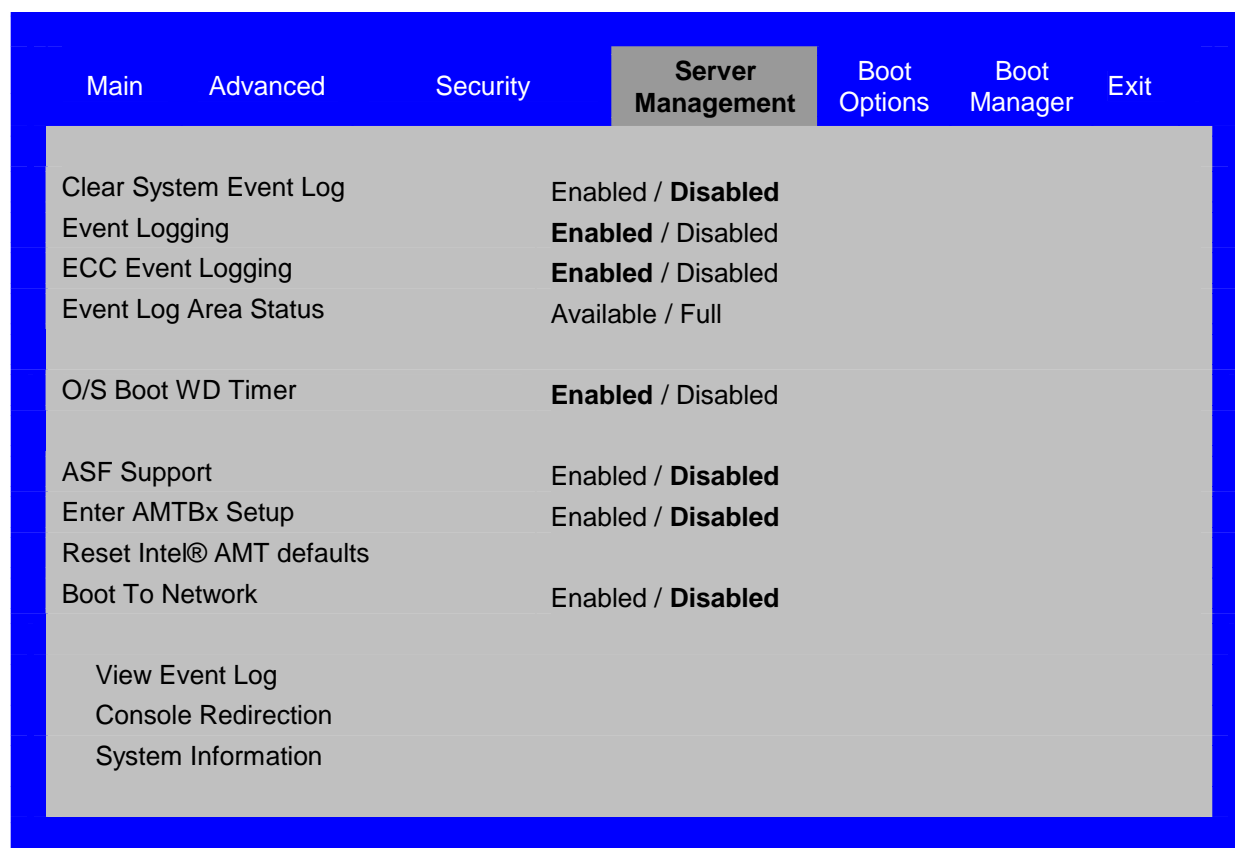 Main Advanced Security Server Management Boot Options Boot Manager Exit
Clear System Event Log Enabled / Disabled
Event Logging Enabled / Disabled
ECC Event Logging Enabled / Disabled
Event Log Area Status Available / Full
O/S Boot WD Timer Enabled / Disabled
ASF Support Enabled / Disabled
Enter AMTBx Setup Enabled / Disabled
Reset Intel® AMT defaults
Boot To Network Enabled / Disabled
View Event Log
Console Redirection
System Information